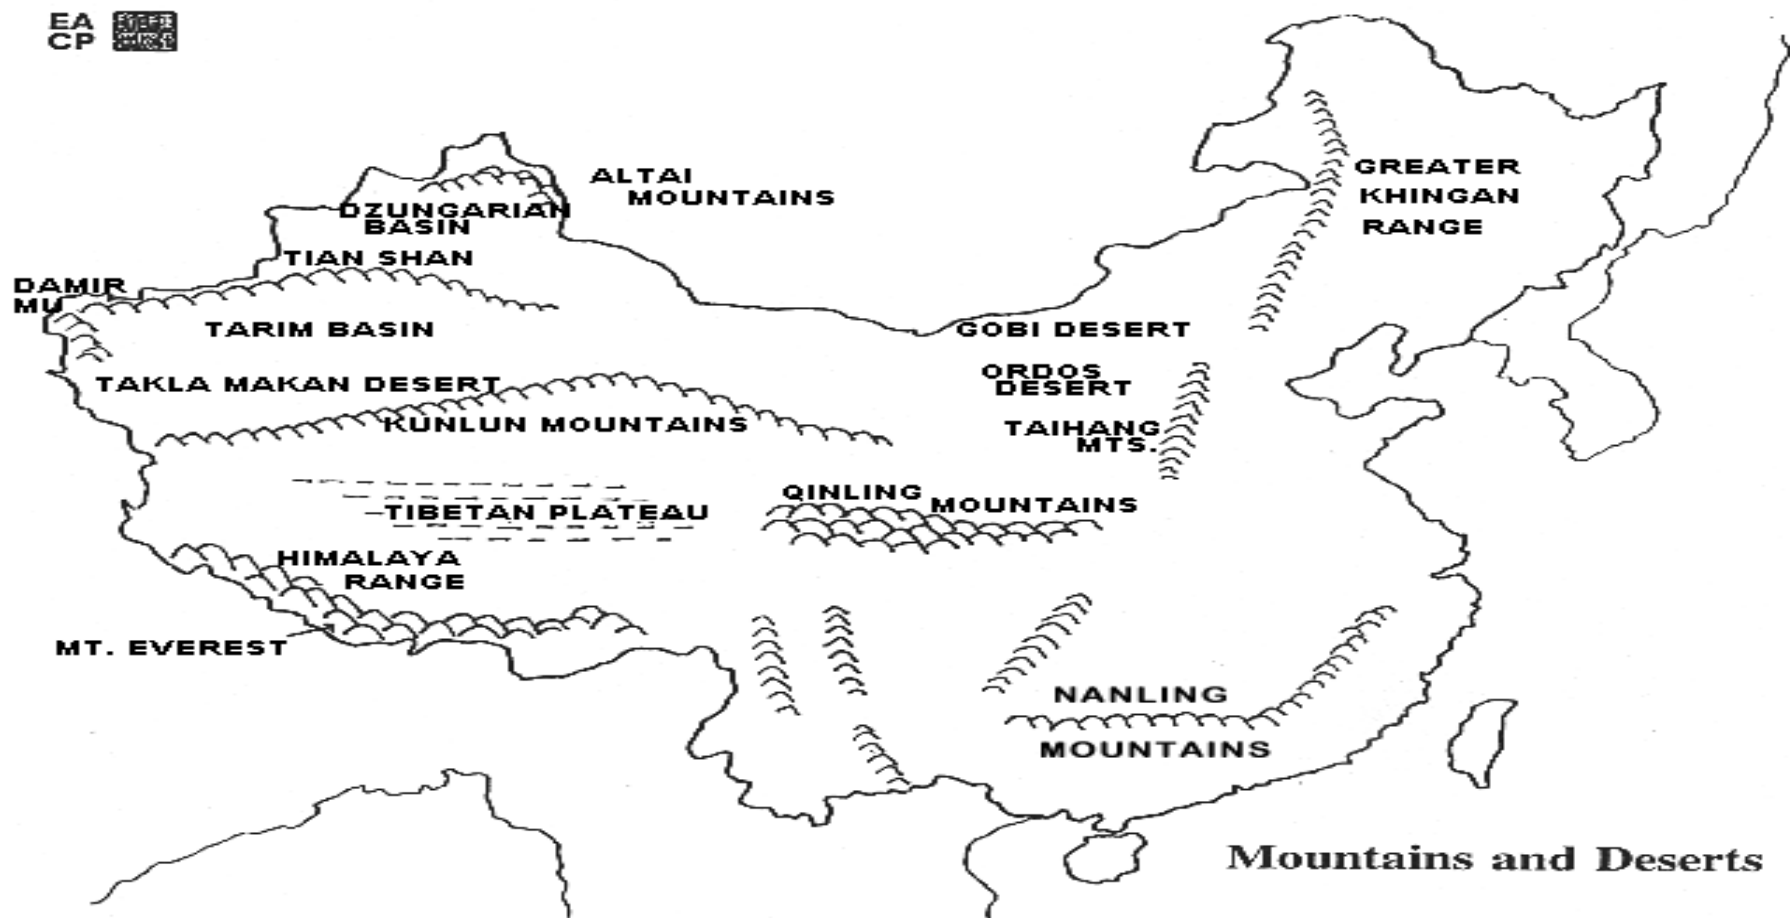 EA
CP
ALTAI
MOUNTAINS
DZUNGARIAN
BASIN
TIAN SHAN
DAMIR
MU
TARIM BASIN
TAKLA MAKAN DESERT
KUNLUN MOUNTAINS
GREATER
KHINGAN
RANGE
GOBI DESERT
ORDOS
DESERT
TAIHANG
MTS.
QINLING
MOUNTAINS
TIBETAN PLATEAU
HIMALAYA
RANGE
MT. EVEREST
NANLING
MOUNTAINS
Mountains and Deserts